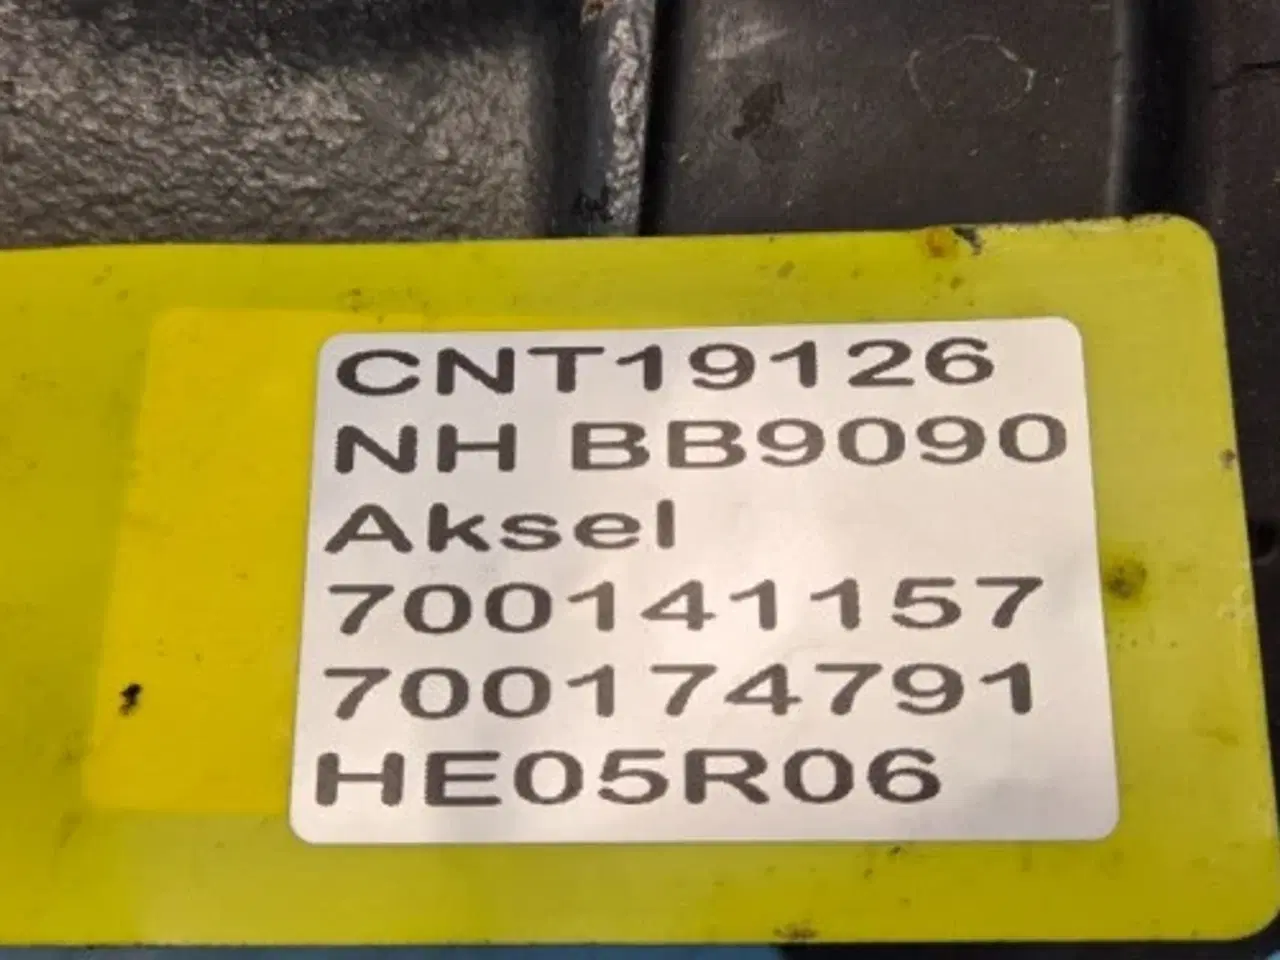 CNT19126
NH BB9090
Aksel
700141157
700174791
HE05R06